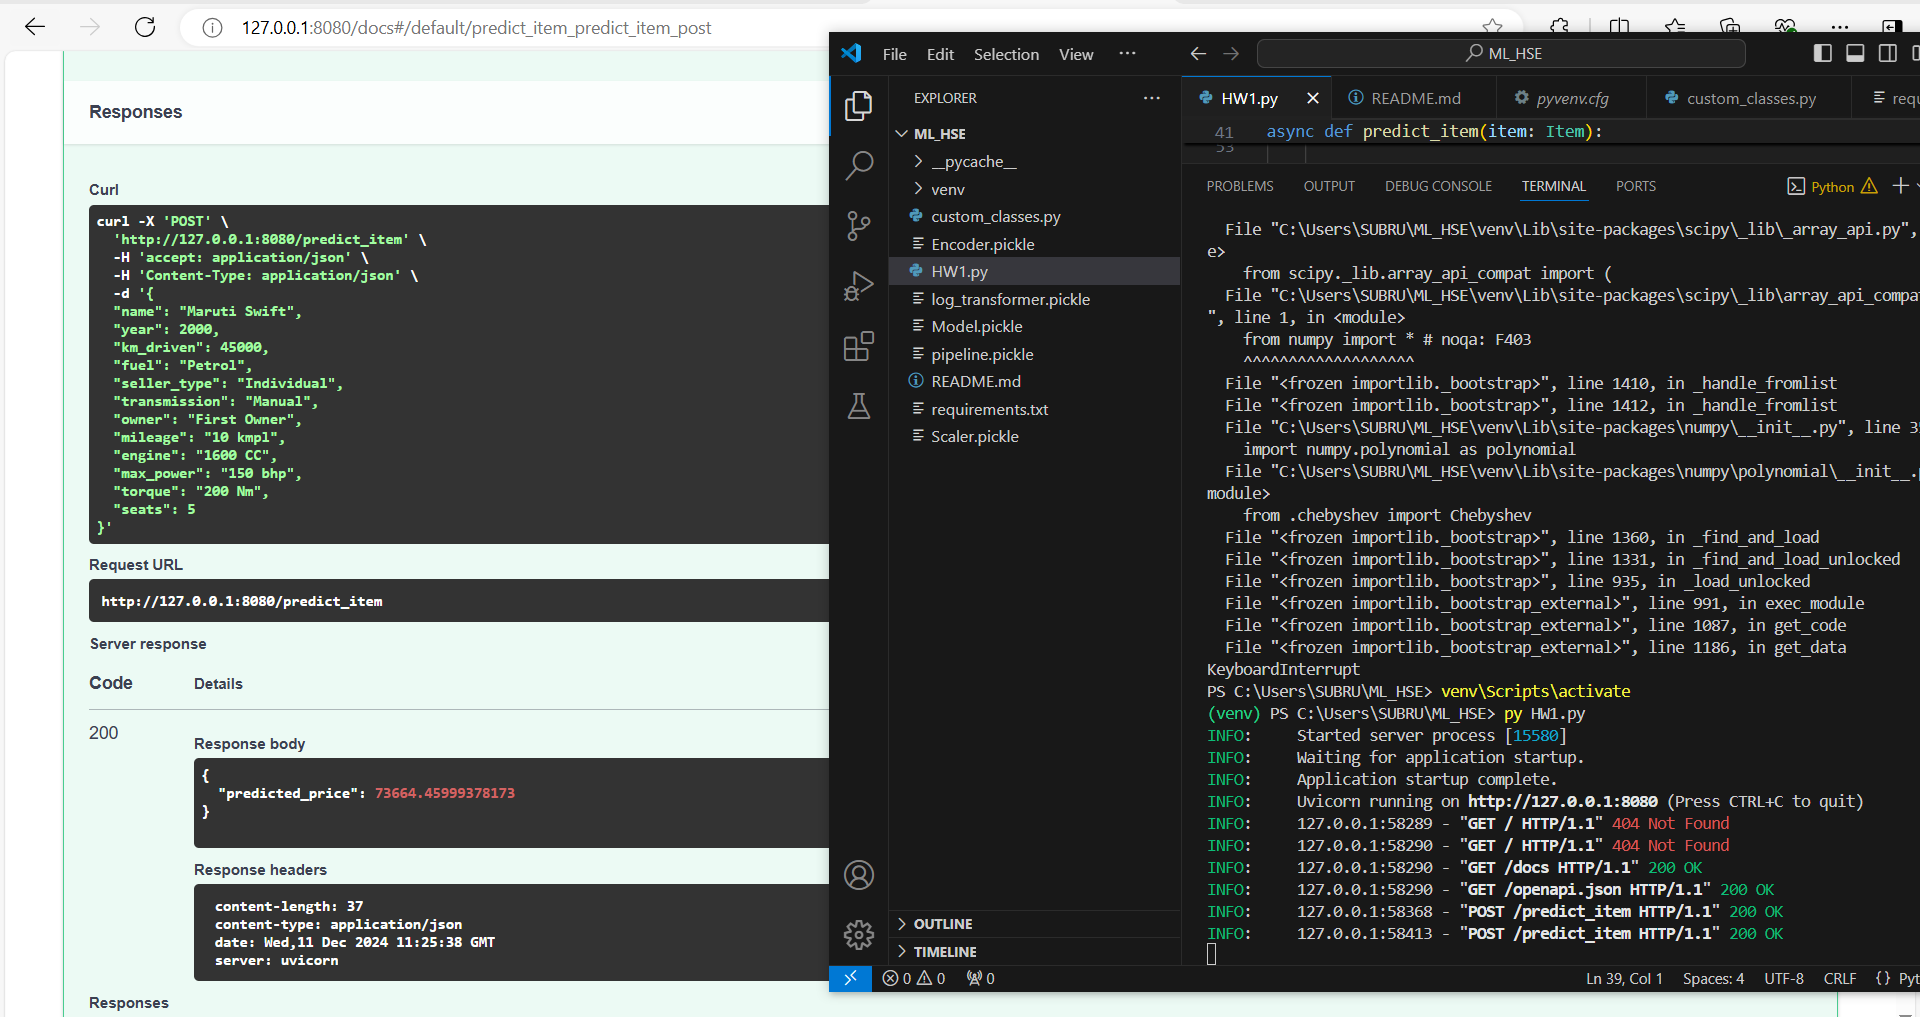 127.0.0.1:8080/docs#/default/predict_item_predict_item_post
Responses
Curl
curl -X 'POST' \
'http://127.0.0.1:8080/predict_item' \
-H 'accept: application/json' \
-H 'Content-Type: application/json' \
-d '{
"name": "Maruti Swift",
"year": 2000,
"km_driven": 45000,
"fuel": "Petrol",
"seller_type": "Individual",
"transmission": "Manual",
"owner": "First Owner",
"mileage": "10 kmpl",
"engine": "1600 CC",
"max_power": "150 bhp",
"torque": "200 Nm",
"seats": 5
}'
Request URL
http://127.0.0.1:8080/predict_item
Server response
Code Details
200
Response body
{
"predicted_price": 73664.45999378173
}
Response headers
content-length: 37
content-type: application/json
date: Wed,11 Dec 2024 11:25:38 GMT
server: uvicorn
Responses
File Edit Selection View ···
ML_HSE
EXPLORER
ML_HSE
__pycache__
venv
custom_classes.py
Encoder.pickle
HW1.py
log_transformer.pickle
Model.pickle
pipeline.pickle
README.md
requirements.txt
Scaler.pickle
OUTLINE
TIMELINE
HW1.py README.md pyvenv.cfg custom_classes.py requ
41 async def predict_item(item: Item):
53
PROBLEMS OUTPUT DEBUG CONSOLE TERMINAL PORTS
Python
File "C:\Users\SUBRU\ML_HSE\venv\Lib\site-packages\scipy\_lib\_array_api.py",
e>
from scipy._lib.array_api_compat import (
File "C:\Users\SUBRU\ML_HSE\venv\Lib\site-packages\scipy\_lib\array_api_compat
", line 1, in <module>
from numpy import * # noqa: F403
^^^^^^^^^^^^^^^^^^^
File "<frozen importlib._bootstrap>", line 1410, in _handle_fromlist
File "<frozen importlib._bootstrap>", line 1412, in _handle_fromlist
File "C:\Users\SUBRU\ML_HSE\venv\Lib\site-packages\numpy\__init__.py", line 35
import numpy.polynomial as polynomial
File "C:\Users\SUBRU\ML_HSE\venv\Lib\site-packages\numpy\polynomial\__init__.p
module>
from .chebyshev import Chebyshev
File "<frozen importlib._bootstrap>", line 1360, in _find_and_load
File "<frozen importlib._bootstrap>", line 1331, in _find_and_load_unlocked
File "<frozen importlib._bootstrap>", line 935, in _load_unlocked
File "<frozen importlib._bootstrap_external>", line 991, in exec_module
File "<frozen importlib._bootstrap_external>", line 1087, in get_code
File "<frozen importlib._bootstrap_external>", line 1186, in get_data
KeyboardInterrupt
PS C:\Users\SUBRU\ML_HSE> venv\Scripts\activate
(venv) PS C:\Users\SUBRU\ML_HSE> py HW1.py
INFO: Started server process [15580]
INFO: Waiting for application startup.
INFO: Application startup complete.
INFO: Uvicorn running on http://127.0.0.1:8080 (Press CTRL+C to quit)
INFO: 127.0.0.1:58289 - "GET / HTTP/1.1" 404 Not Found
INFO: 127.0.0.1:58290 - "GET / HTTP/1.1" 404 Not Found
INFO: 127.0.0.1:58290 - "GET /docs HTTP/1.1" 200 OK
INFO: 127.0.0.1:58290 - "GET /openapi.json HTTP/1.1" 200 OK
INFO: 127.0.0.1:58368 - "POST /predict_item HTTP/1.1" 200 OK
INFO: 127.0.0.1:58413 - "POST /predict_item HTTP/1.1" 200 OK
0 0 0
Ln 39, Col 1 Spaces: 4 UTF-8 CRLF {} Pyt